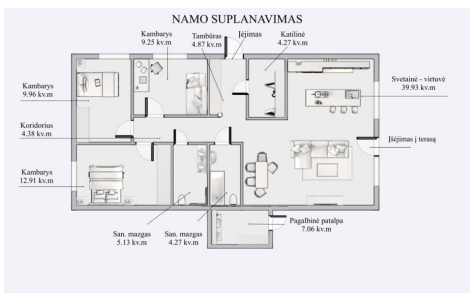 NAMO SUPLANAVIMAS
Kambarys
9.25 kv.m
Tambūras
4.87 kv.m
Įėjimas
Katilinė
4.27 kv.m
Kambarys
9.96 kv.m
Svetainė - virtuvė
39.93 kv.m
Koridorius
4.38 kv.m
Išėjimas į terasą
Kambarys
12.91 kv.m
San. mazgas
5.13 kv.m
San. mazgas
4.27 kv.m
Pagalbinė patalpa
7.06 kv.m